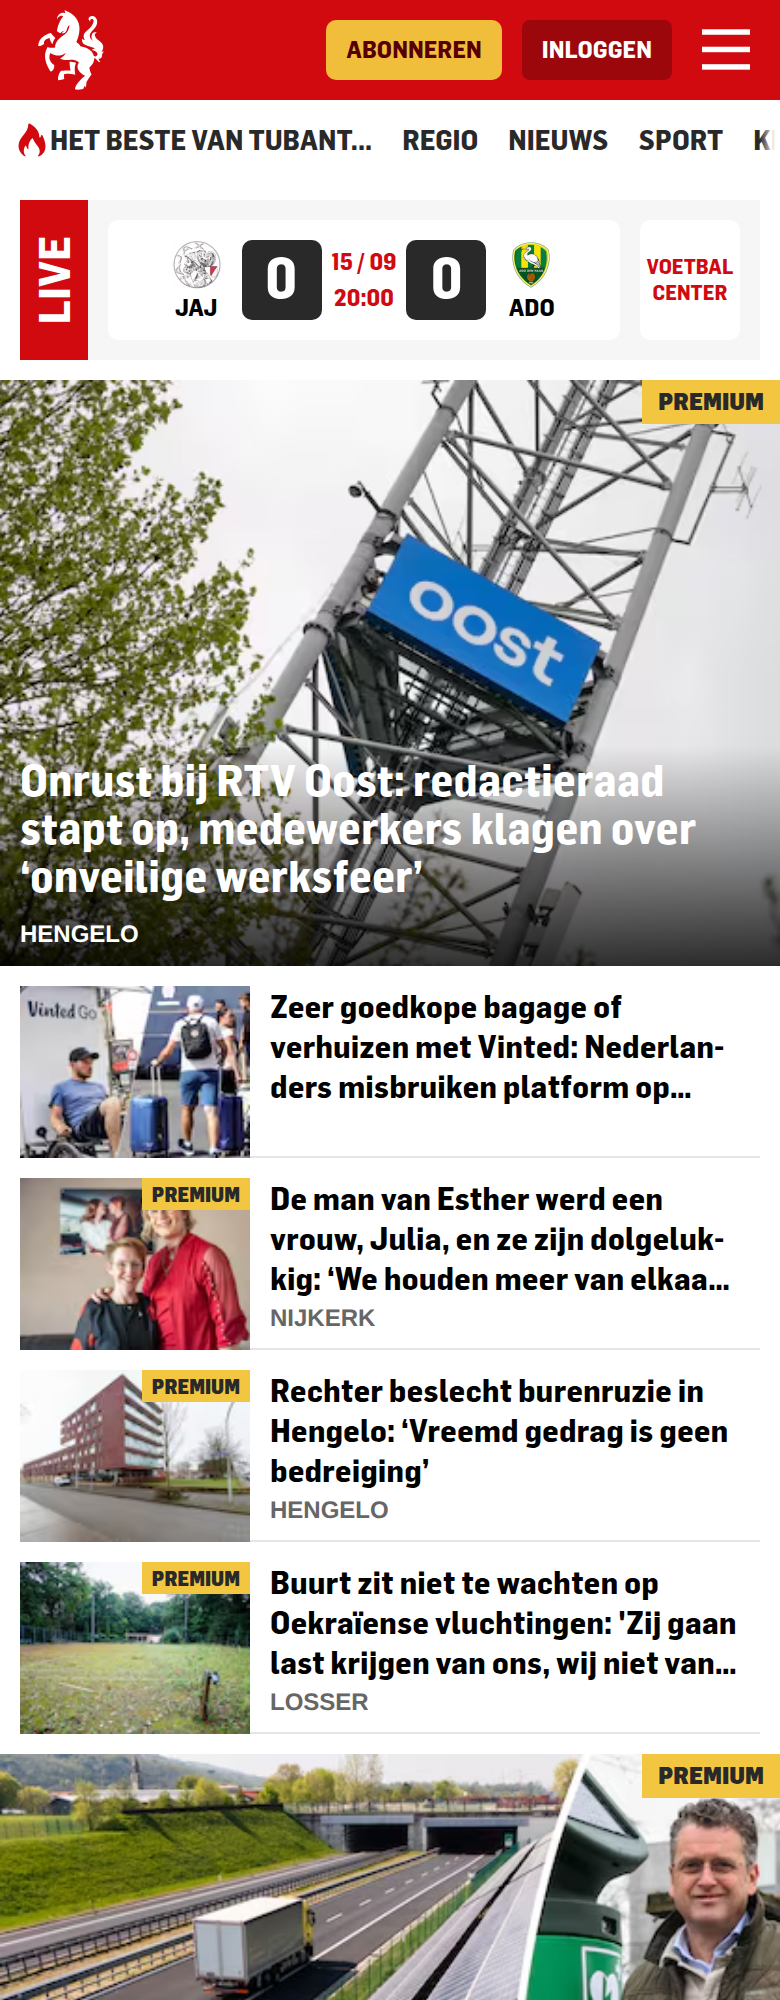 ABONNEREN
INLOGGEN
HET BESTE VAN TUBANT... REGIO NIEUWS SPORT
LIVE
JAJ
0
15 / 09
20:00
0
ADO
VOETBAL
CENTER
PREMIUM
oost
Onrust bij RTV Oost: redactieraad
stapt op, medewerkers klagen over
‘onveilige werksfeer’
HENGELO
Vinted Go
Zeer goedkope bagage of
verhuizen met Vinted: Nederlan-
ders misbruiken platform op...
PREMIUM
De man van Esther werd een
vrouw, Julia, en ze zijn dolgeluk-
kig: ‘We houden meer van elkaa...
NIJKERK
PREMIUM
Rechter beslecht burenruzie in
Hengelo: ‘Vreemd gedrag is geen
bedreiging’
HENGELO
PREMIUM
Buurt zit niet te wachten op
Oekraïense vluchtingen: 'Zij gaan
last krijgen van ons, wij niet van...
LOSSER
PREMIUM